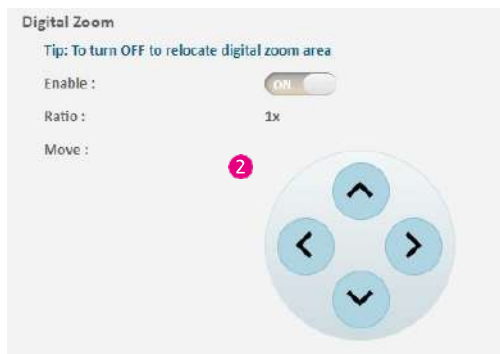 Digital Zoom
Tip: To turn OFF to relocate digital zoom area
Enable :
ON
Ratio :
1x
Move :
2